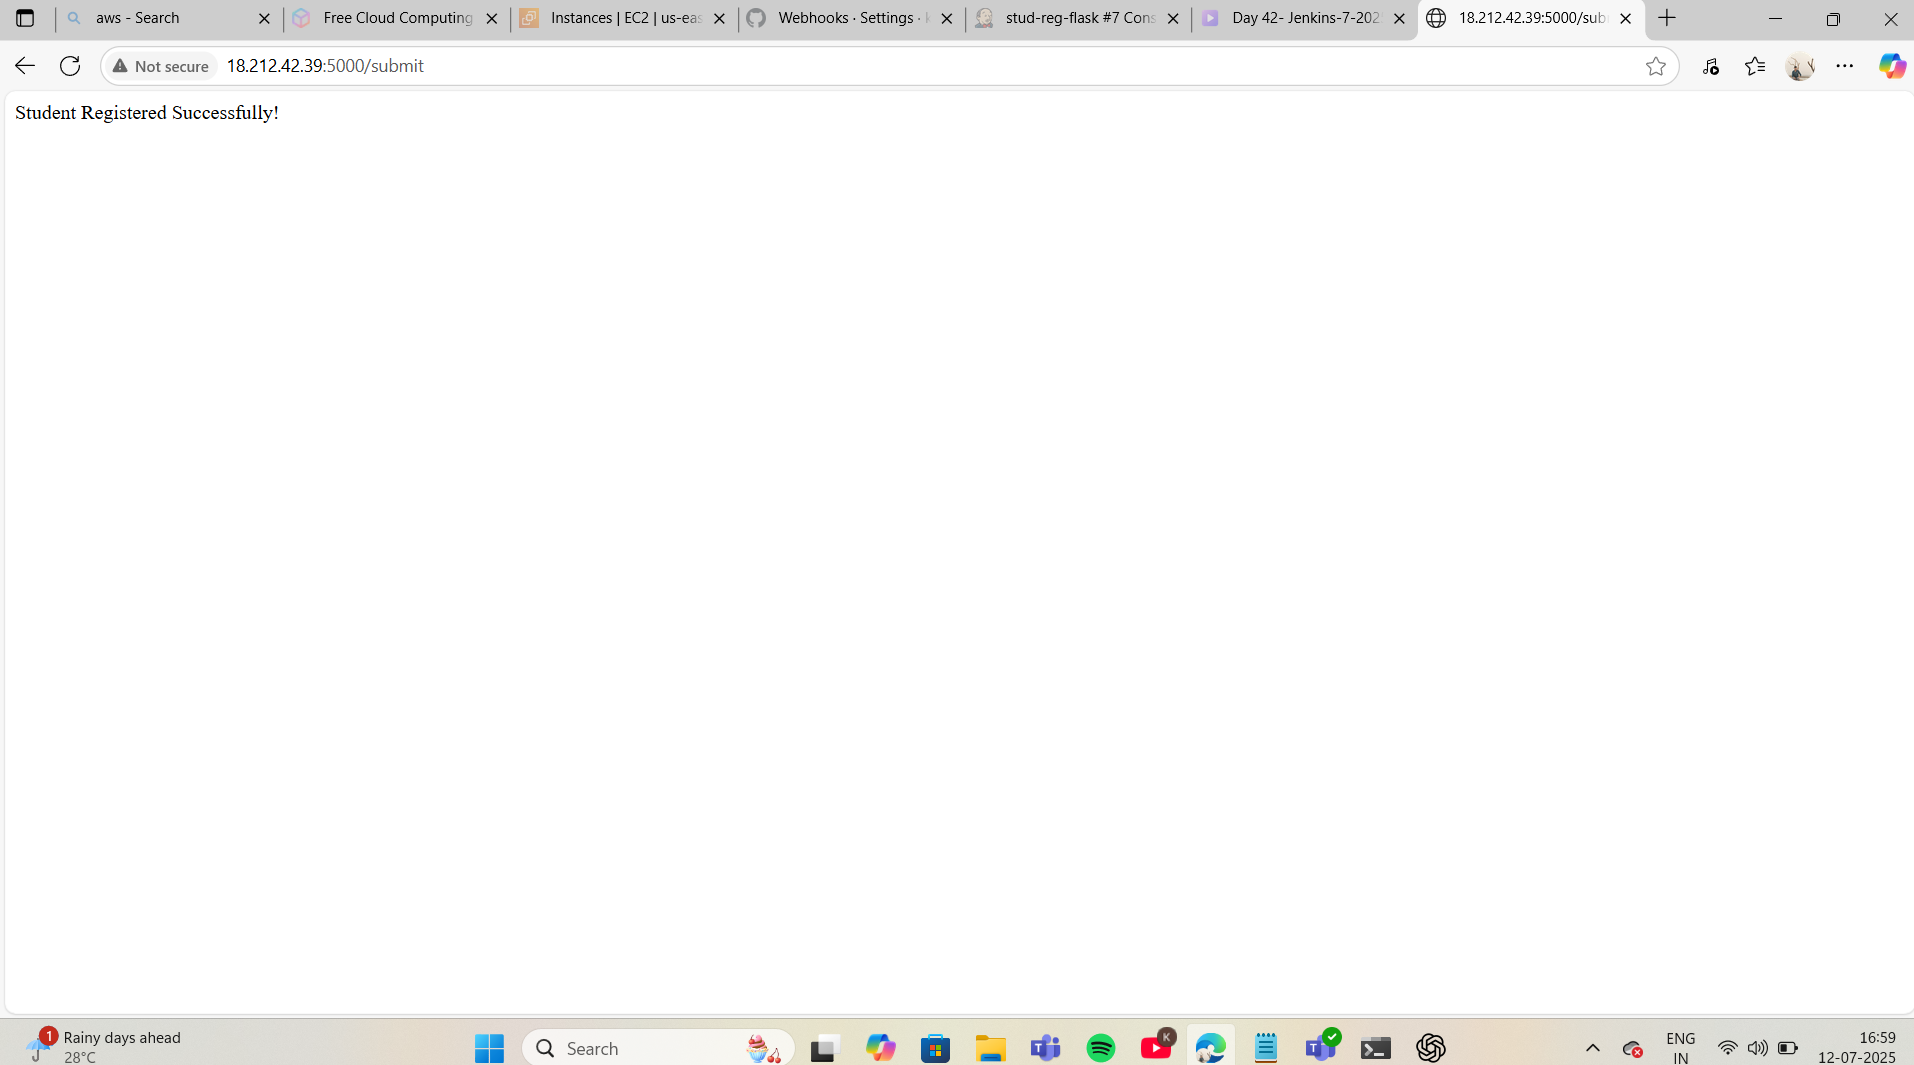 aws - Search
Free Cloud Computing
Instances | EC2 | us-eas
Webhooks · Settings ·
stud-reg-flask #7 Cons
Day 42- Jenkins-7-202
18.212.42.39:5000/sub
Not secure
18.212.42.39:5000/submit
Student Registered Successfully!
1
Rainy days ahead
28°C
Search
K
ENG
IN
16:59
12-07-2025